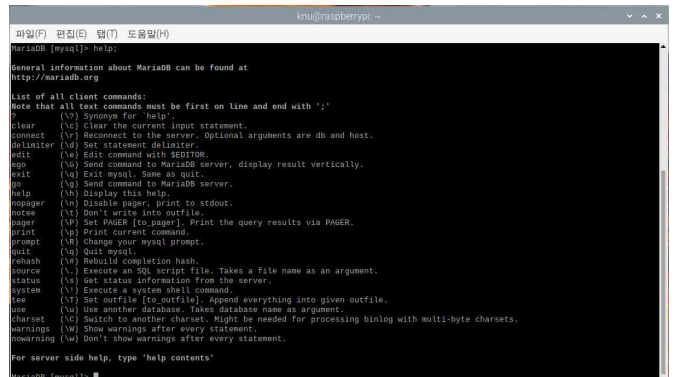 knu@raspberrypi: ~
파일(F) 편집(E) 탭(T) 도움말(H)
MariaDB [mysql]> help;
General information about MariaDB can be found at
http://mariadb.org
List of all client commands:
Note that all text commands must be first on line and end with ';'
? (\?) Synonym for `help'.
clear (\c) Clear the current input statement.
connect (\r) Reconnect to the server. Optional arguments are db and host.
delimiter (\d) Set statement delimiter.
edit (\e) Edit command with $EDITOR.
ego (\G) Send command to MariaDB server, display result vertically.
exit (\q) Exit mysql. Same as quit.
go (\g) Send command to MariaDB server.
help (\h) Display this help.
nopager (\n) Disable pager, print to stdout.
notee (\t) Don't write into outfile.
pager (\P) Set PAGER [to_pager]. Print the query results via PAGER.
print (\p) Print current command.
prompt (\R) Change your mysql prompt.
quit (\q) Quit mysql.
rehash (\#) Rebuild completion hash.
source (\.) Execute an SQL script file. Takes a file name as an argument.
status (\s) Get status information from the server.
system (\!) Execute a system shell command.
tee (\T) Set outfile [to_outfile]. Append everything into given outfile.
use (\u) Use another database. Takes database name as argument.
charset (\C) Switch to another charset. Might be needed for processing binlog with multi-byte charsets.
warnings (\W) Show warnings after every statement.
nowarning (\w) Don't show warnings after every statement.
For server side help, type 'help contents'
MariaDB [mysql]>